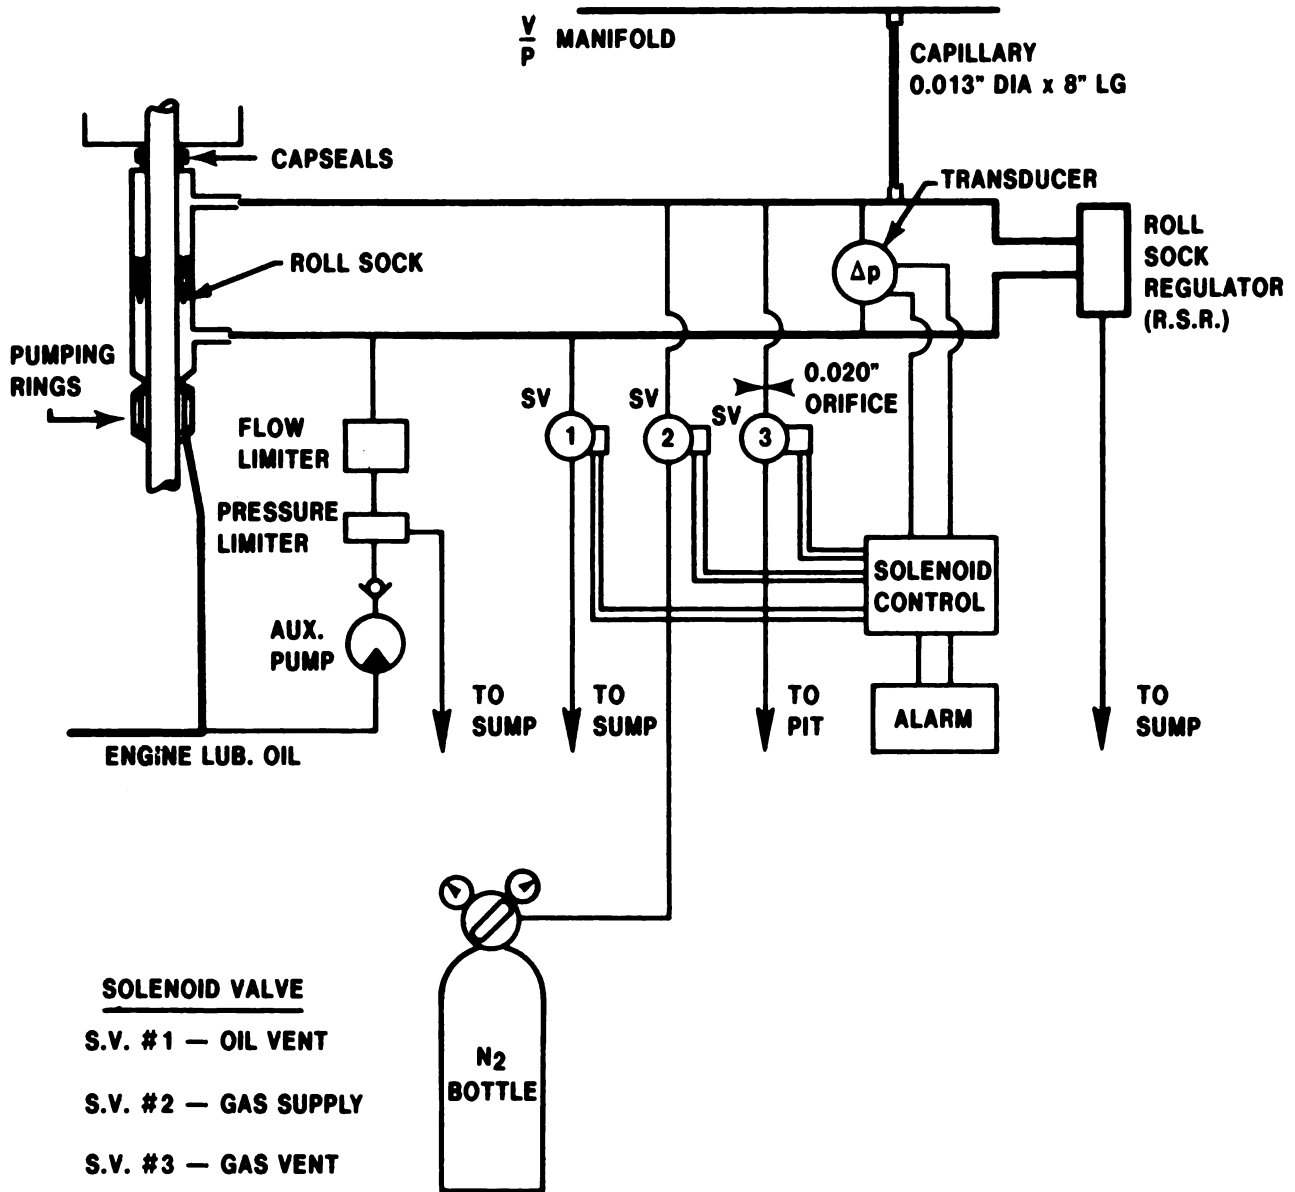 V
P
MANIFOLD
CAPILLARY
0.013" DIA x 8" LG
CAPSEALS
TRANSDUCER
ROLL SOCK
Δp
ROLL
SOCK
REGULATOR
(R.S.R.)
PUMPING
RINGS
0.020"
ORIFICE
SV
SV
SV
1
2
3
FLOW
LIMITER
PRESSURE
LIMITER
SOLENOID
CONTROL
AUX.
PUMP
TO
SUMP
TO
SUMP
TO
PIT
ALARM
TO
SUMP
ENGINE LUB. OIL
SOLENOID VALVE
S.V. #1 — OIL VENT
S.V. #2 — GAS SUPPLY
S.V. #3 — GAS VENT
N2
BOTTLE